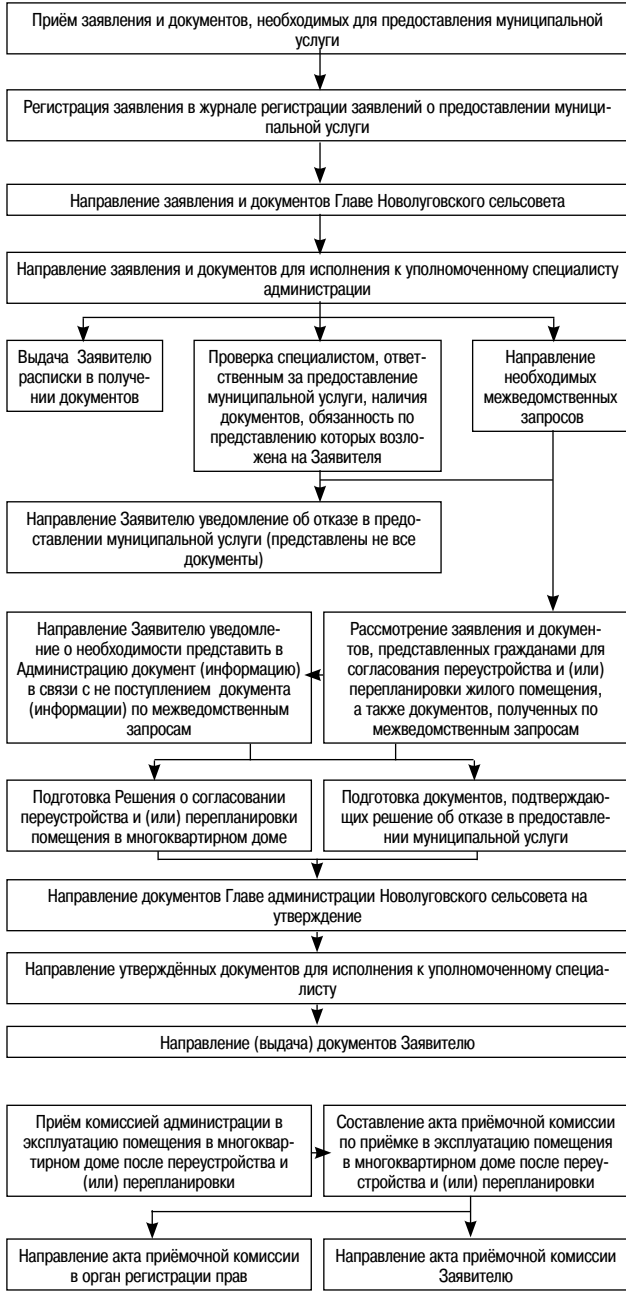 Приём заявления и документов, необходимых для предоставления муниципальной
услуги
Регистрация заявления в журнале регистрации заявлений о предоставлении муници-
пальной услуги
Направление заявления и документов Главе Новолуговского сельсовета
Направление заявления и документов для исполнения к уполномоченному специалисту
администрации
Выдача Заявителю
расписки в получе-
нии документов
Проверка специалистом, ответ-
ственным за предоставление
муниципальной услуги, наличия
документов, обязанность по
представлению которых возло-
жена на Заявителя
Направление
необходимых
межведомственных
запросов
Направление Заявителю уведомление об отказе в предо-
ставлении муниципальной услуги (представлены не все
документы)
Направление Заявителю уведомле-
ние о необходимости представить в
Администрацию документ (информацию)
в связи с не поступлением документа
(информации) по межведомственным
запросам
Рассмотрение заявления и докумен-
тов, представленных гражданами для
согласования переустройства и (или)
перепланировки жилого помещения,
а также документов, полученных по
межведомственным запросам
Подготовка Решения о согласовании
переустройства и (или) перепланировки
помещения в многоквартирном доме
Подготовка документов, подтверждаю-
щих решение об отказе в предоставле-
нии муниципальной услуги
Направление документов Главе администрации Новолуговского сельсовета на
утверждение
Направление утверждённых документов для исполнения к уполномоченному специа-
листу
Направление (выдача) документов Заявителю
Приём комиссией администрации в
эксплуатацию помещения в многоквар-
тирном доме после переустройства и
(или) перепланировки
Составление акта приёмочной комиссии
по приёмке в эксплуатацию помещения
в многоквартирном доме после переу-
стройства и (или) перепланировки
Направление акта приёмочной комиссии
в орган регистрации прав
Направление акта приёмочной комиссии
Заявителю